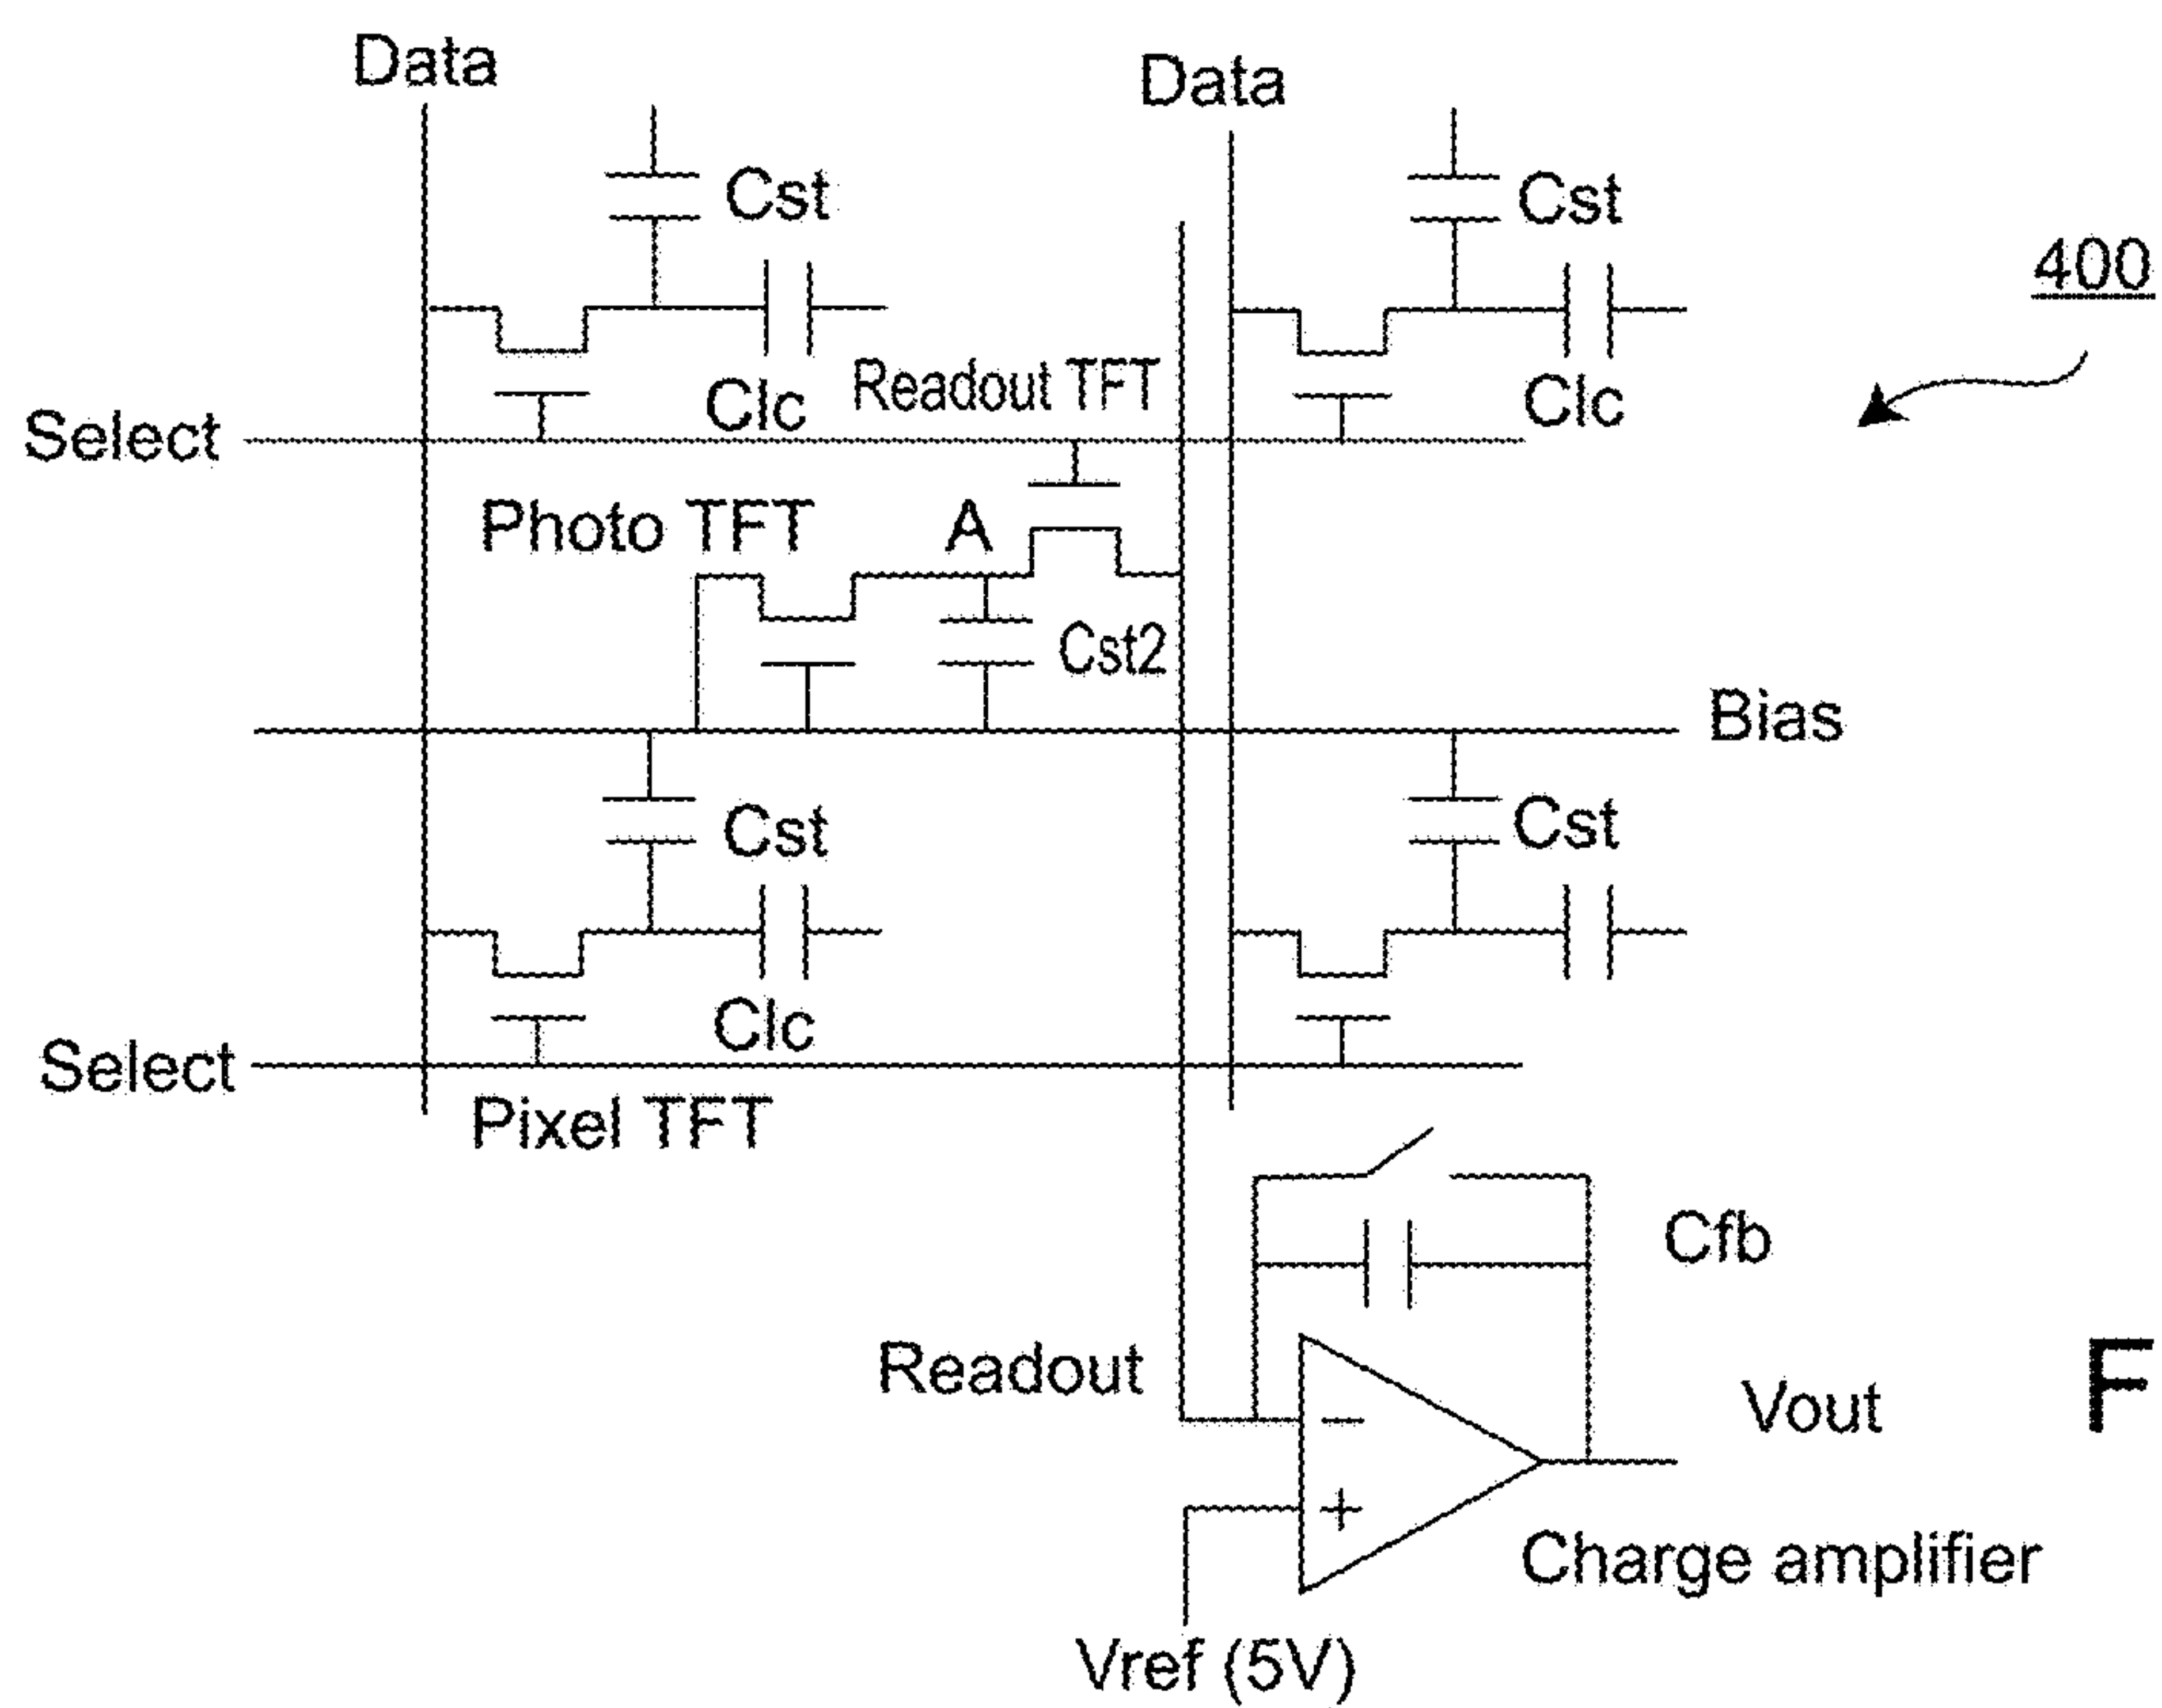 Data
Data
Cst
Cst
400
Clc
Readout TFT
Clc
Select
Photo TFT
A
Cst2
Bias
Cst
Cst
Clc
Select
Pixel TFT
Cfb
Readout
−
Vout
F
+
Charge amplifier
Vref (5V)